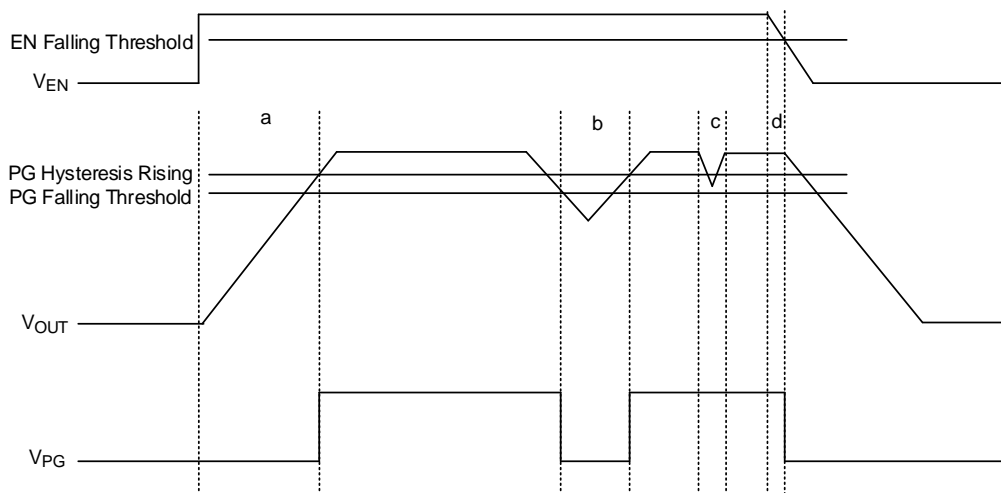 EN Falling Threshold
VEN
a
b
c
d
PG Hysteresis Rising
PG Falling Threshold
VOUT
VPG